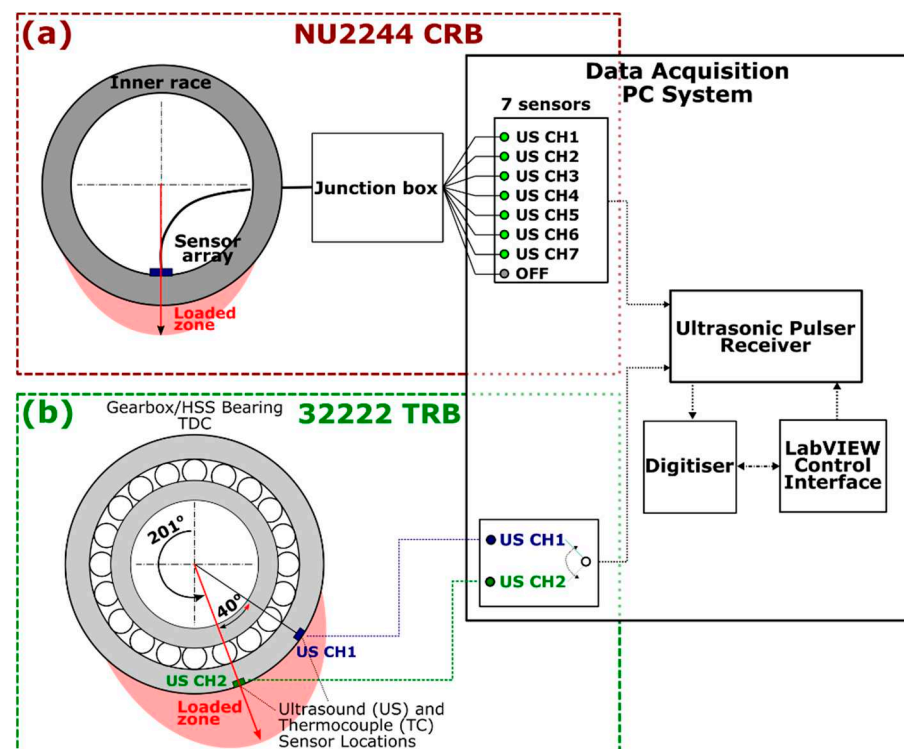 (a)
NU2244 CRB
Inner race
Sensor
array
Loaded
zone
Junction box
Data Acquisition
PC System
7 sensors
US CH1
US CH2
US CH3
US CH4
US CH5
US CH6
US CH7
OFF
Ultrasonic Pulser
Receiver
Digitiser
LabVIEW
Control
Interface
(b)
32222 TRB
Gearbox/HSS Bearing
TDC
201°
40°
US CH1
US CH2
Loaded
zone
Ultrasound (US) and
Thermocouple (TC)
Sensor Locations
US CH1
US CH2